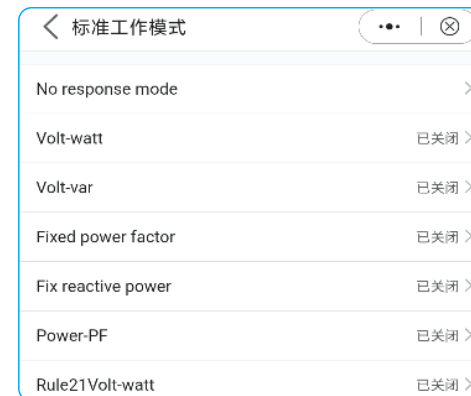 标准工作模式
No response mode
Volt-watt 已关闭
Volt-var 已关闭
Fixed power factor 已关闭
Fix reactive power 已关闭
Power-PF 已关闭
Rule21Volt-watt 已关闭